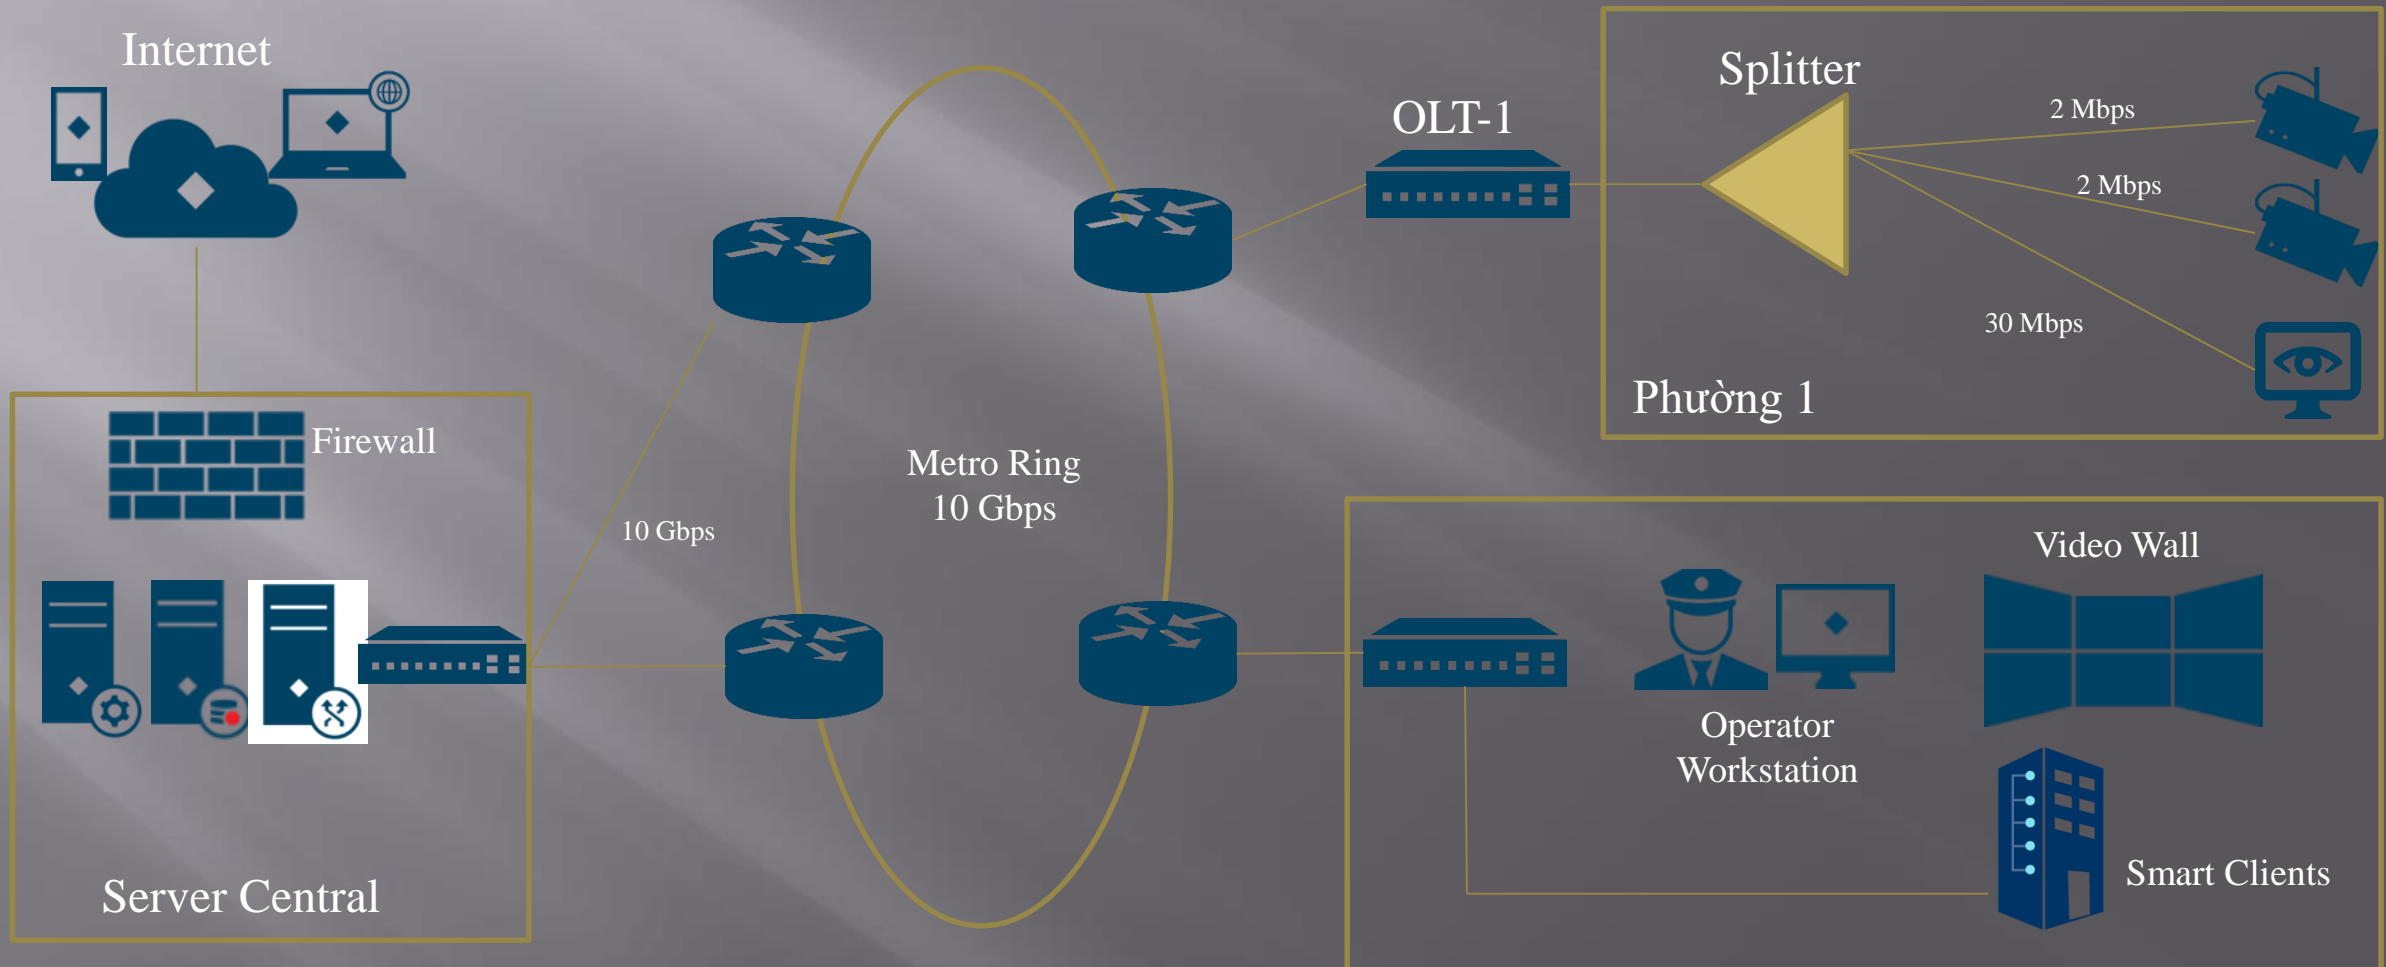 Internet
Splitter
OLT-1
2 Mbps
2 Mbps
30 Mbps
Phường 1
Firewall
Metro Ring
10 Gbps
10 Gbps
Video Wall
Operator
Workstation
Smart Clients
Server Central